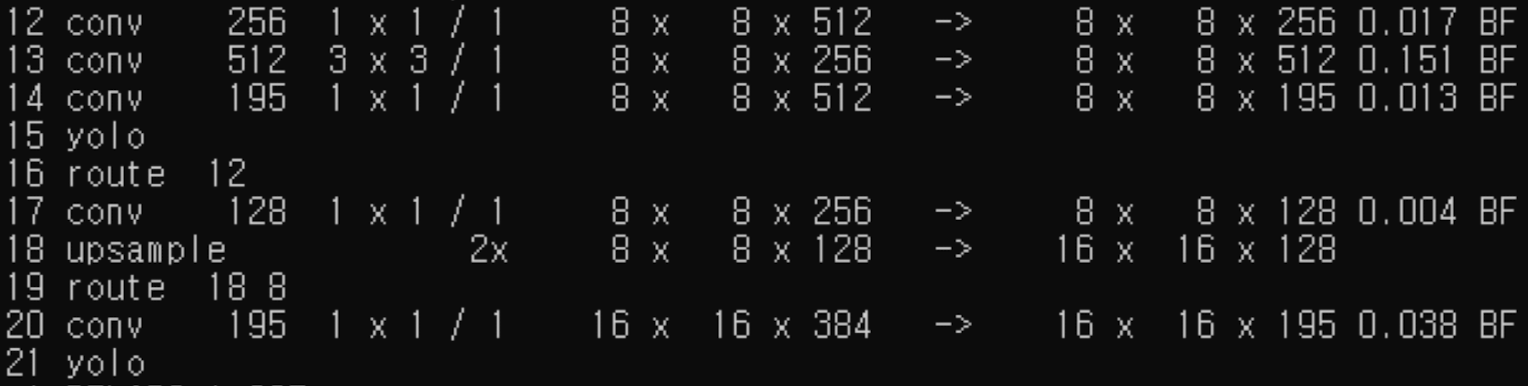 12 conv 256 1 x 1 / 1 8 x 8 x 512 -> 8 x 8 x 256 0.017 BF
13 conv 512 3 x 3 / 1 8 x 8 x 256 -> 8 x 8 x 512 0.151 BF
14 conv 195 1 x 1 / 1 8 x 8 x 512 -> 8 x 8 x 195 0.013 BF
15 yolo
16 route 12
17 conv 128 1 x 1 / 1 8 x 8 x 256 -> 8 x 8 x 128 0.004 BF
18 upsample 2x 8 x 8 x 128 -> 16 x 16 x 128
19 route 18 8
20 conv 195 1 x 1 / 1 16 x 16 x 384 -> 16 x 16 x 195 0.038 BF
21 yolo